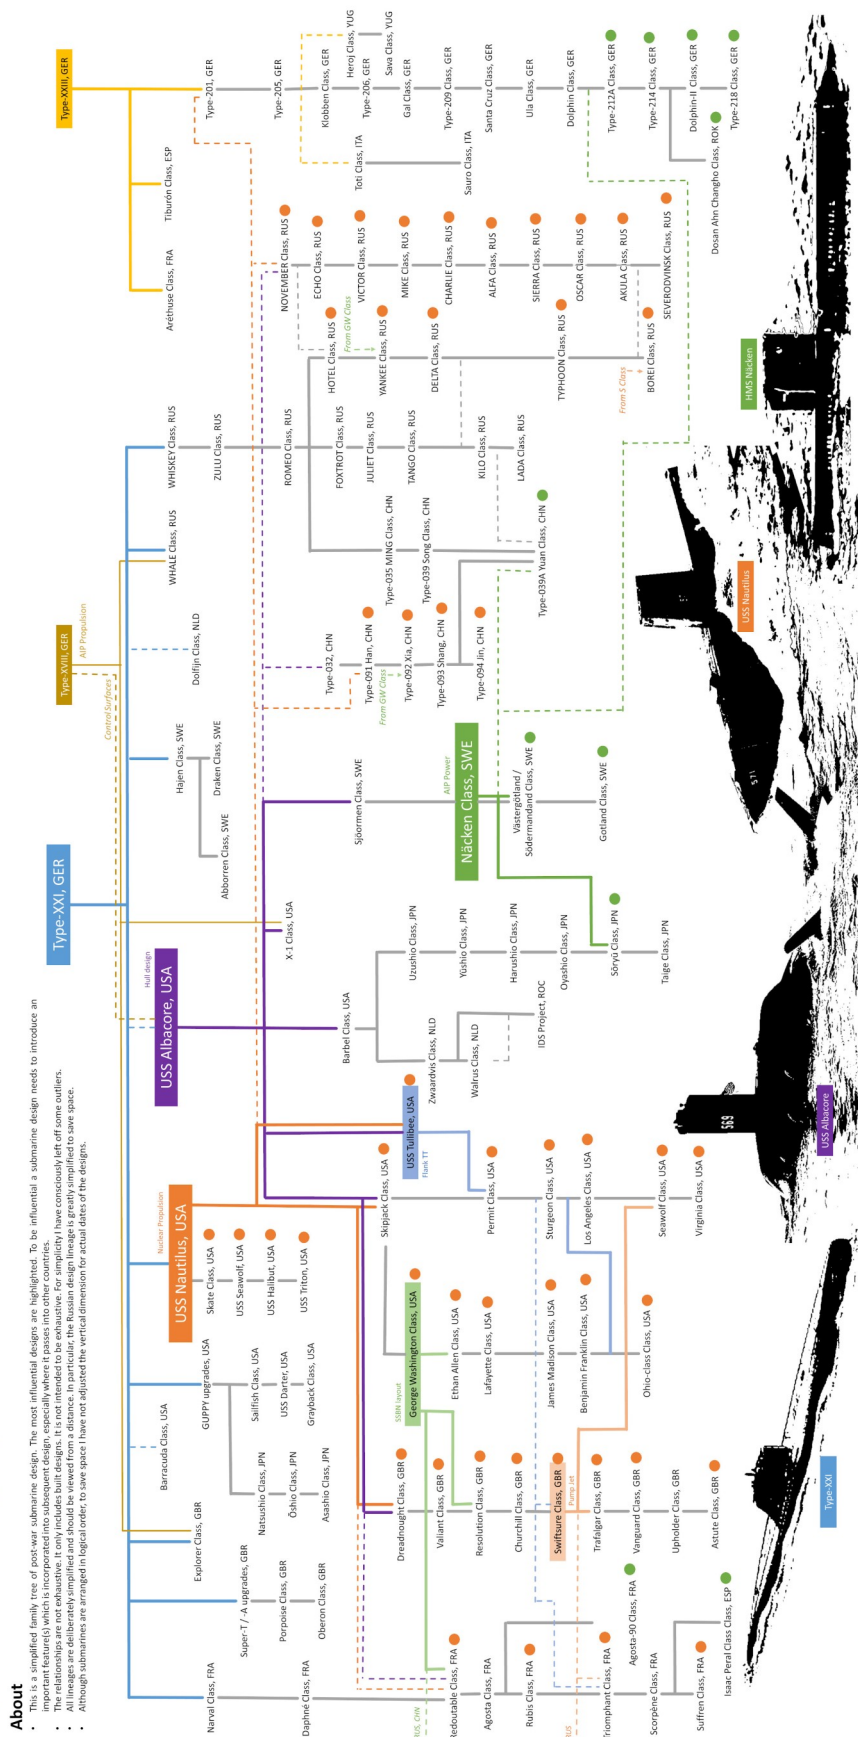 About
• This is a simplified family tree of post-war submarine design. The most influential designs are highlighted. To be influential a submarine design needs to introduce an
important feature(s) which is incorporated into subsequent design, especially where it passes into other countries.
• The relationships are not exhaustive. It only includes built designs. It is not intended to be exhaustive. For simplicity I have consciously left off some outliers.
• All lineages are deliberately simplified and should be viewed from a distance. In particular, the Russian design lineage is greatly simplified to save space.
• Although submarines are arranged in logical order, to save space I have not adjusted the vertical dimension for actual dates of the designs.
Type-XXI, GER
Type-XVIII, GER
Type-XXIII, GER
Control Surfaces
AIP Propulsion
Narval Class, FRA
Daphné Class, FRA
RUS, CHN
Redoutable Class, FRA
Agosta Class, FRA
Rubis Class, FRA
RUS
Triomphant Class, FRA
Agosta-90 Class, FRA
Scorpène Class, FRA
Suffren Class, FRA
Isaac Peral Class Class, ESP
Super-T / -A upgrades, GBR
Porpoise Class, GBR
Oberon Class, GBR
Explorer Class, GBR
Barracuda Class, USA
GUPPY upgrades, USA
Sailfish Class, USA
USS Darter, USA
Grayback Class, USA
Natsushio Class, JPN
Ōshio Class, JPN
Asashio Class, JPN
Dreadnought Class, GBR
Valiant Class, GBR
Resolution Class, GBR
Churchill Class, GBR
Swiftsure Class, GBR
Pump Jet
Trafalgar Class, GBR
Vanguard Class, GBR
Upholder Class, GBR
Astute Class, GBR
Nuclear Propulsion
USS Nautilus, USA
Skate Class, USA
USS Seawolf, USA
USS Halibut, USA
USS Triton, USA
SSBN layout
George Washington Class, USA
Ethan Allen Class, USA
Lafayette Class, USA
James Madison Class, USA
Benjamin Franklin Class, USA
Ohio-class Class, USA
Skipjack Class, USA
USS Tullibee, USA
Flank TT
Permit Class, USA
Sturgeon Class, USA
Los Angeles Class, USA
Seawolf Class, USA
Virginia Class, USA
Hull design
USS Albacore, USA
Barbel Class, USA
Zwaardvis Class, NLD
Walrus Class, NLD
IDS Project, ROC
Uzushio Class, JPN
Yūshio Class, JPN
Harushio Class, JPN
Oyashio Class, JPN
Sōryū Class, JPN
Taige Class, JPN
X-1 Class, USA
Hajen Class, SWE
Draken Class, SWE
Abborren Class, SWE
Sjöormen Class, SWE
AIP Power
Näcken Class, SWE
Västergötland /
Södermandand Class, SWE
Gotland Class, SWE
Dolfijn Class, NLD
WHALE Class, RUS
WHISKEY Class, RUS
ZULU Class, RUS
ROMEO Class, RUS
FOXTROT Class, RUS
JULIET Class, RUS
TANGO Class, RUS
KILO Class, RUS
LADA Class, RUS
Type-032, CHN
Type-091 Han, CHN
From GW Class
Type-092 Xia, CHN
Type-093 Shang, CHN
Type-094 Jin, CHN
Type-035 MING Class, CHN
Type-039 Song Class, CHN
Type-039A Yuan Class, CHN
HOTEL Class, RUS
From GW Class
YANKEE Class, RUS
DELTA Class, RUS
TYPHOON Class, RUS
From S Class
BOREI Class, RUS
NOVEMBER Class, RUS
ECHO Class, RUS
VICTOR Class, RUS
MIKE Class, RUS
CHARLIE Class, RUS
ALFA Class, RUS
SIERRA Class, RUS
OSCAR Class, RUS
AKULA Class, RUS
SEVERODVINSK Class, RUS
Aréthuse Class, FRA
Tiburón Class, ESP
Type-201, GER
Type-205, GER
Klobben Class, GER
Heroj Class, YUG
Type-206, GER
Sava Class, YUG
Gal Class, GER
Toti Class, ITA
Sauro Class, ITA
Type-209 Class, GER
Santa Cruz Class, GER
Ula Class, GER
Dolphin Class, GER
Type-212A Class, GER
Type-214 Class, GER
Dolphin-II Class, GER
Type-218 Class, GER
Dosan Ahn Changho Class, ROK
Type-XXI
USS Albacore
569
USS Nautilus
571
HMS Näcken